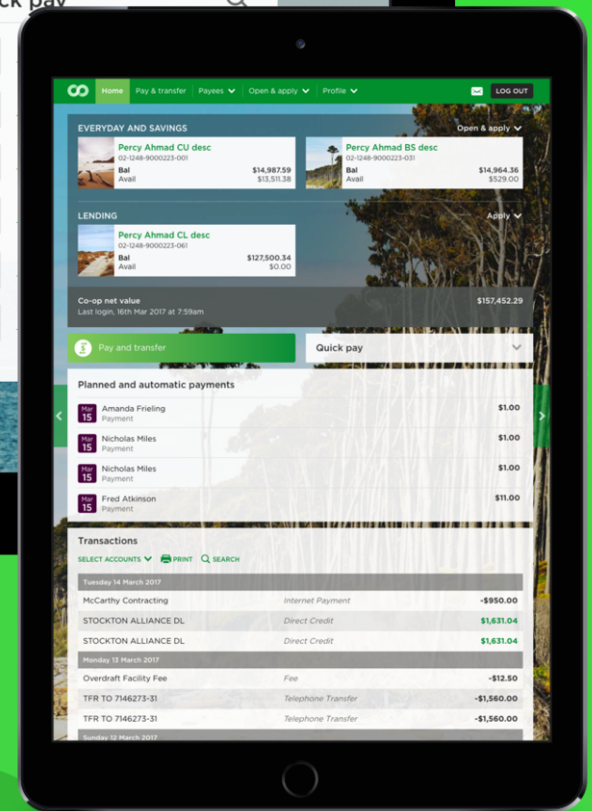 ck pay
Home Pay & transfer Payees Open & apply Profile LOG OUT
EVERYDAY AND SAVINGS Open & apply
Percy Ahmad CU desc
02-1248-9000223-001
Bal $14,987.59
Avail $13,511.38
Percy Ahmad BS desc
02-1248-9000223-031
Bal $14,964.36
Avail $529.00
LENDING Apply
Percy Ahmad CL desc
02-1248-9000223-061
Bal $127,500.34
Avail $0.00
Co-op net value $157,452.29
Last login, 16th Mar 2017 at 7:59am
Pay and transfer Quick pay
Planned and automatic payments
Mar 15 Amanda Frieling $1.00
Payment
Mar 15 Nicholas Miles $1.00
Payment
Mar 15 Nicholas Miles $1.00
Payment
Mar 15 Fred Atkinson $11.00
Payment
Transactions
SELECT ACCOUNTS PRINT SEARCH
Tuesday 14 March 2017
McCarthy Contracting Internet Payment -$950.00
STOCKTON ALLIANCE DL Direct Credit $1,631.04
STOCKTON ALLIANCE DL Direct Credit $1,631.04
Monday 13 March 2017
Overdraft Facility Fee Fee -$12.50
TFR TO 7146273-31 Telephone Transfer -$1,560.00
TFR TO 7146273-31 Telephone Transfer -$1,560.00
Sunday 12 March 2017